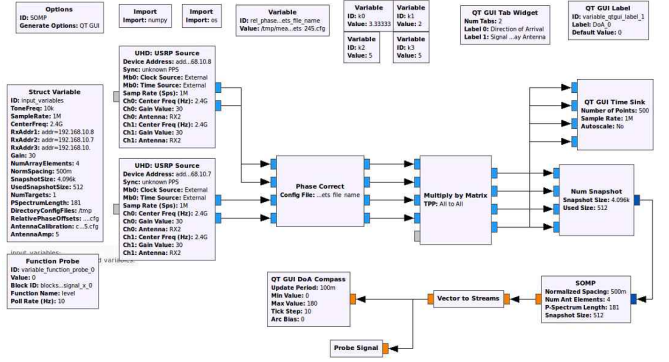 Options
ID: SOMP
Generate Options: QT GUI
Import
Import: numpy
Import
Import: os
Variable
ID: rel_phase...ets_file_name
Value: /tmp/mea...ets_245.cfg
Variable
ID: k0
Value: 3.33333
Variable
ID: k1
Value: 2
Variable
ID: k2
Value: 5
Variable
ID: k3
Value: 5
QT GUI Tab Widget
Num Tabs: 2
Label 0: Direction of Arrival
Label 1: Signal ...ay Antenna
QT GUI Label
ID: variable_qtgui_label_1
Label: DoA_0
Default Value: 0
Struct Variable
ID: input_variables
ToneFreq: 10k
SampleRate: 1M
CenterFreq: 2.4G
RxAddr1: addr=192.168.10.8
RxAddr2: addr=192.168.10.7
RxAddr3: addr=192.168.10.
Gain: 30
NumArrayElements: 4
NormSpacing: 500m
SnapshotSize: 4.096k
UsedSnapshotSize: 512
NumTargets: 1
PSpectrumLength: 181
DirectoryConfigFiles: /tmp
RelativePhaseOffsets: ....cfg
AntennaCalibration: c...5.cfg
AntennaAmp: 5
UHD: USRP Source
Device Address: add...68.10.8
Sync: unknown PPS
Mb0: Clock Source: External
Mb0: Time Source: External
Samp Rate (Sps): 1M
Ch0: Center Freq (Hz): 2.4G
Ch0: Gain Value: 30
Ch0: Antenna: RX2
Ch1: Center Freq (Hz): 2.4G
Ch1: Gain Value: 30
Ch1: Antenna: RX2
UHD: USRP Source
Device Address: add...68.10.7
Sync: unknown PPS
Mb0: Clock Source: External
Mb0: Time Source: External
Samp Rate (Sps): 1M
Ch0: Center Freq (Hz): 2.4G
Ch0: Gain Value: 30
Ch0: Antenna: RX2
Ch1: Center Freq (Hz): 2.4G
Ch1: Gain Value: 30
Ch1: Antenna: RX2
Phase Correct
Config File: ...ets_file_name
Multiply by Matrix
TPP: All to All
QT GUI Time Sink
Number of Points: 500
Sample Rate: 1M
Autoscale: No
Num Snapshot
Snapshot Size: 4.096k
Used Size: 512
input_variables:
d variables.
Function Probe
ID: variable_function_probe_0
Value: 0
Block ID: blocks...signal_x_0
Function Name: level
Poll Rate (Hz): 10
QT GUI DoA Compass
Update Period: 100m
Min Value: 0
Max Value: 180
Tick Step: 10
Arc Bias: 0
Vector to Streams
SOMP
Normalized Spacing: 500m
Num Ant Elements: 4
P-Spectrum Length: 181
Snapshot Size: 512
Probe Signal